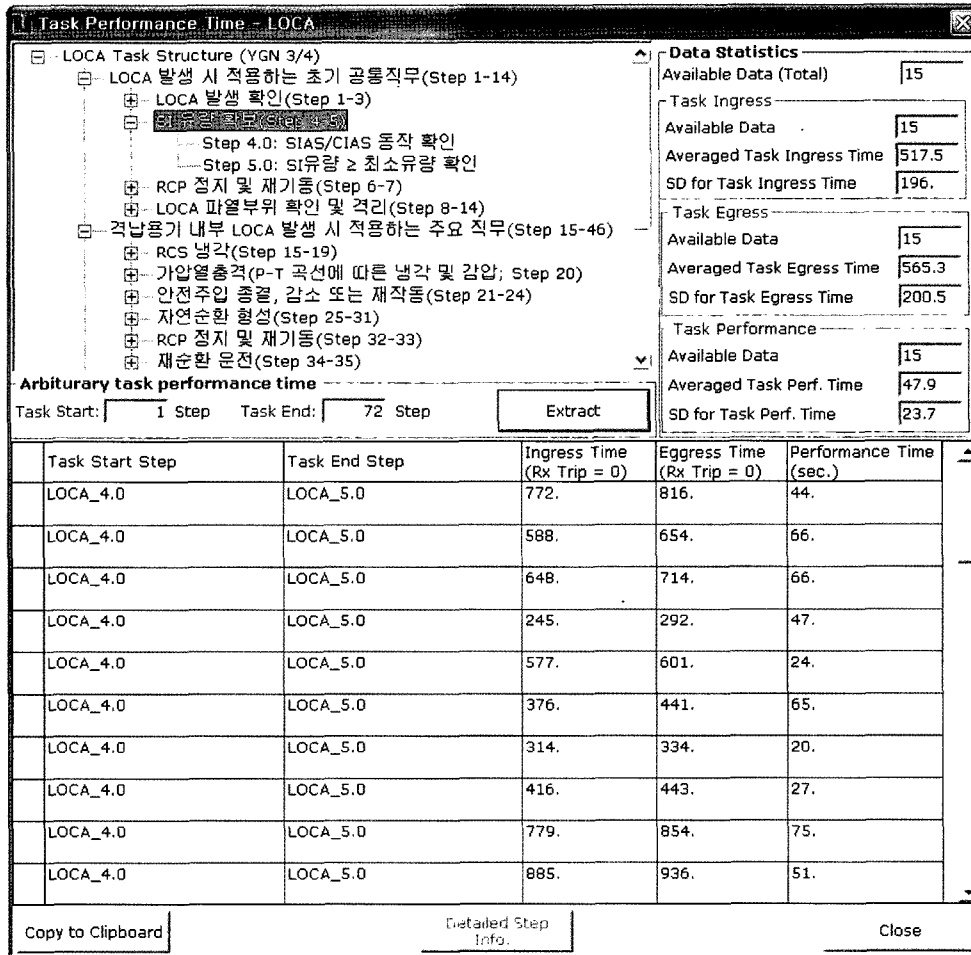 Task Performance Time - LOCA
LOCA Task Structure (YGN 3/4)
LOCA 발생 시 적용하는 초기 공통직무(Step 1-14)
LOCA 발생 확인(Step 1-3)
SI유량 확보(Step 4-5)
Step 4.0: SIAS/CIAS 동작 확인
Step 5.0: SI유량 ≥ 최소유량 확인
RCP 정지 및 재기동(Step 6-7)
LOCA 파열부위 확인 및 격리(Step 8-14)
격납용기 내부 LOCA 발생 시 적용하는 주요 직무(Step 15-46)
RCS 냉각(Step 15-19)
가압열충격(P-T 곡선에 따른 냉각 및 감압; Step 20)
안전주입 종결, 감소 또는 재작동(Step 21-24)
자연순환 형성(Step 25-31)
RCP 정지 및 재기동(Step 32-33)
재순환 운전(Step 34-35)
Data Statistics
Available Data (Total) 15
Task Ingress
Available Data 15
Averaged Task Ingress Time 517.5
SD for Task Ingress Time 196.
Task Egress
Available Data 15
Averaged Task Egress Time 565.3
SD for Task Egress Time 200.5
Task Performance
Available Data 15
Averaged Task Perf. Time 47.9
SD for Task Perf. Time 23.7
Arbiturary task performance time
Task Start: 1 Step Task End: 72 Step Extract
Task Start Step Task End Step Ingress Time (Rx Trip = 0) Eggress Time (Rx Trip = 0) Performance Time (sec.)
LOCA_4.0 LOCA_5.0 772. 816. 44.
LOCA_4.0 LOCA_5.0 588. 654. 66.
LOCA_4.0 LOCA_5.0 648. 714. 66.
LOCA_4.0 LOCA_5.0 245. 292. 47.
LOCA_4.0 LOCA_5.0 577. 601. 24.
LOCA_4.0 LOCA_5.0 376. 441. 65.
LOCA_4.0 LOCA_5.0 314. 334. 20.
LOCA_4.0 LOCA_5.0 416. 443. 27.
LOCA_4.0 LOCA_5.0 779. 854. 75.
LOCA_4.0 LOCA_5.0 885. 936. 51.
Copy to Clipboard Detailed Step Info. Close